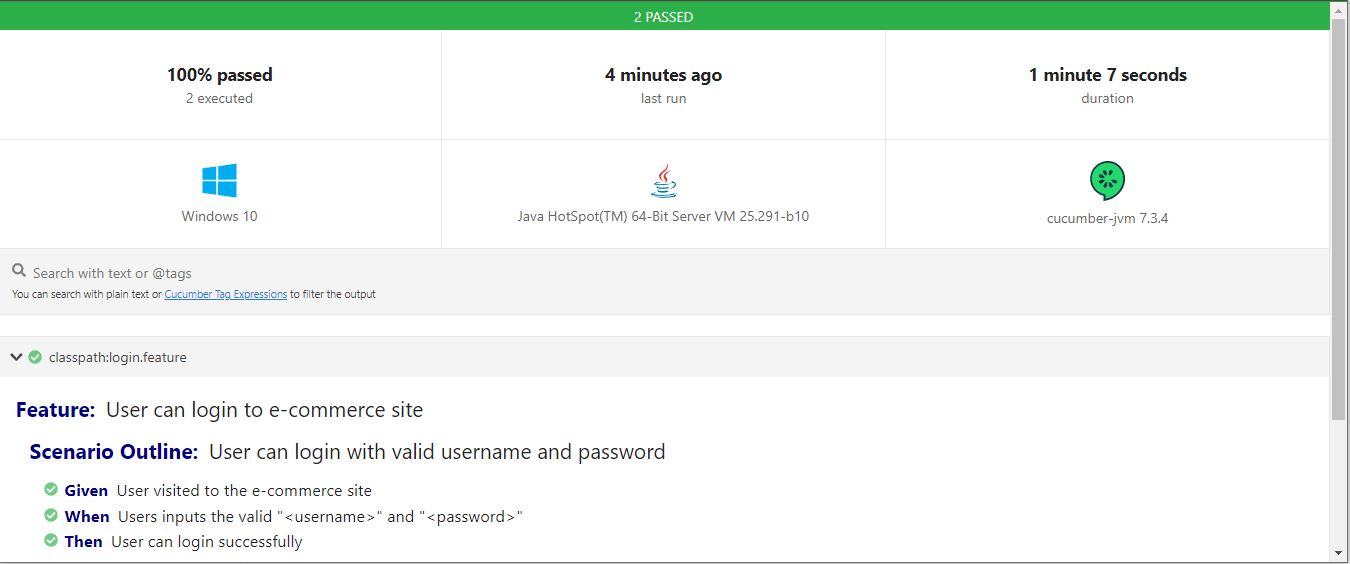 2 PASSED
100% passed
2 executed
4 minutes ago
last run
1 minute 7 seconds
duration
Windows 10
Java HotSpot(TM) 64-Bit Server VM 25.291-b10
cucumber-jvm 7.3.4
Search with text or @tags
You can search with plain text or Cucumber Tag Expressions to filter the output
classpath:login.feature
Feature: User can login to e-commerce site
Scenario Outline: User can login with valid username and password
Given User visited to the e-commerce site
When Users inputs the valid "<username>" and "<password>"
Then User can login successfully